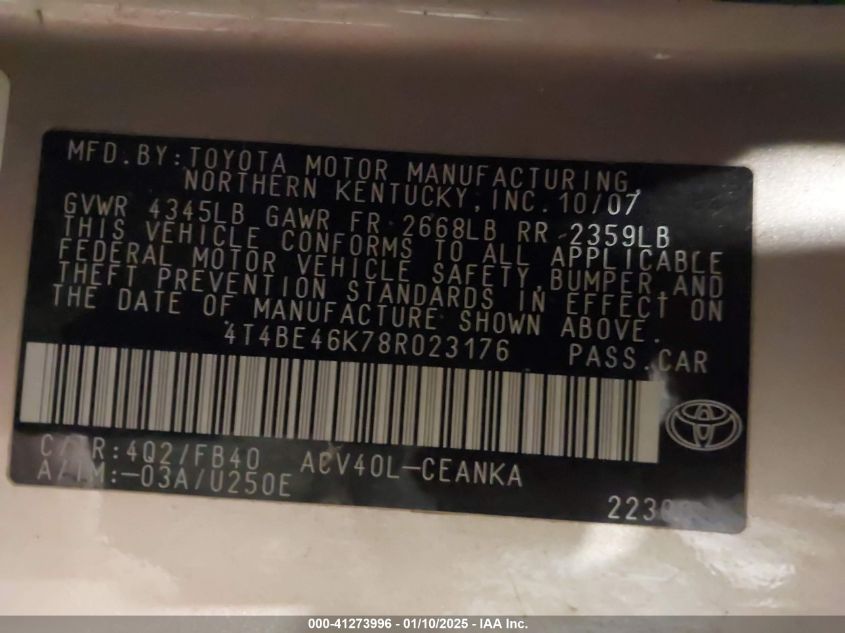 MFD.BY:TOYOTA MOTOR MANUFACTURING,
NORTHERN KENTUCKY, INC. 10/07
GVWR 4345LB GAWR FR 2668LB RR 2359LB
THIS VEHICLE CONFORMS TO ALL APPLICABLE
FEDERAL MOTOR VEHICLE SAFETY,BUMPER,AND
THEFT PREVENTION STANDARDS IN EFFECT ON
THE DATE OF MANUFACTURE SHOWN ABOVE.
4T4BE46K78R023176 PASS.CAR
C/TR:4Q2/FB40 ACV40L-CEANKA
A/TM:-03A/U250E
000-41273996 - 01/10/2025 - IAA Inc.